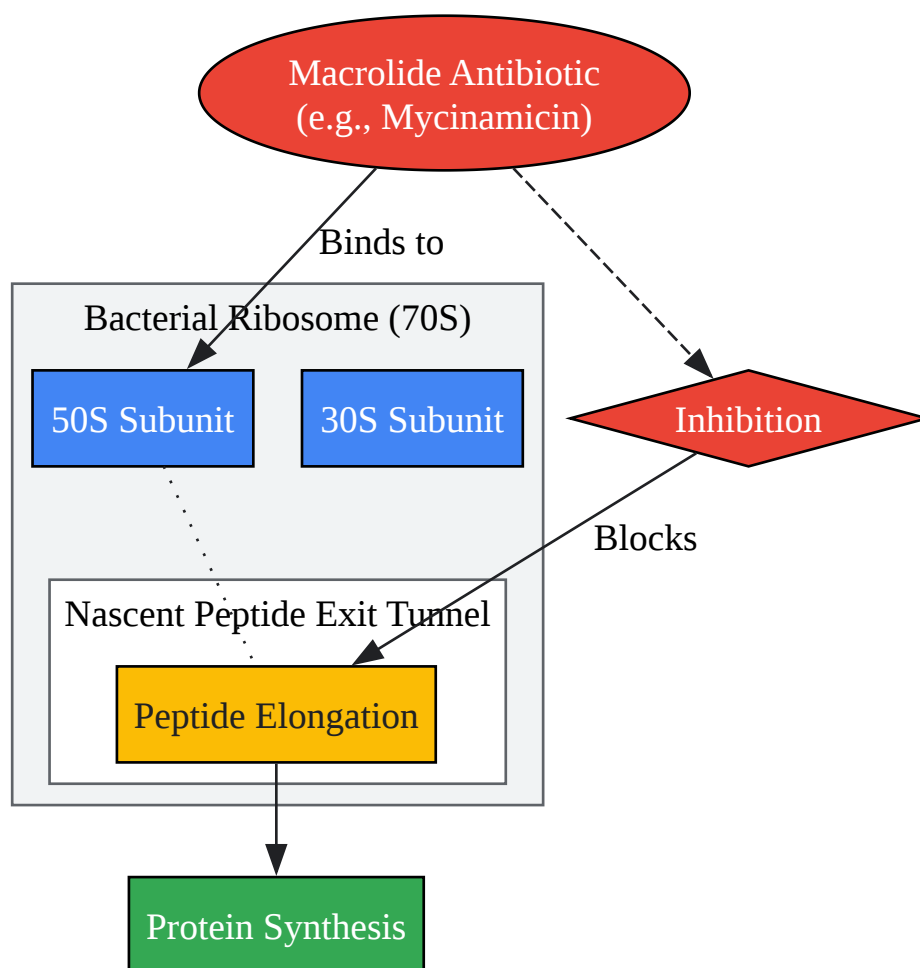 Macrolide Antibiotic
(e.g., Mycinamicin)
Binds to
Bacterial Ribosome (70S)
50S Subunit
30S Subunit
Inhibition
Blocks
Nascent Peptide Exit Tunnel
Peptide Elongation
Protein Synthesis